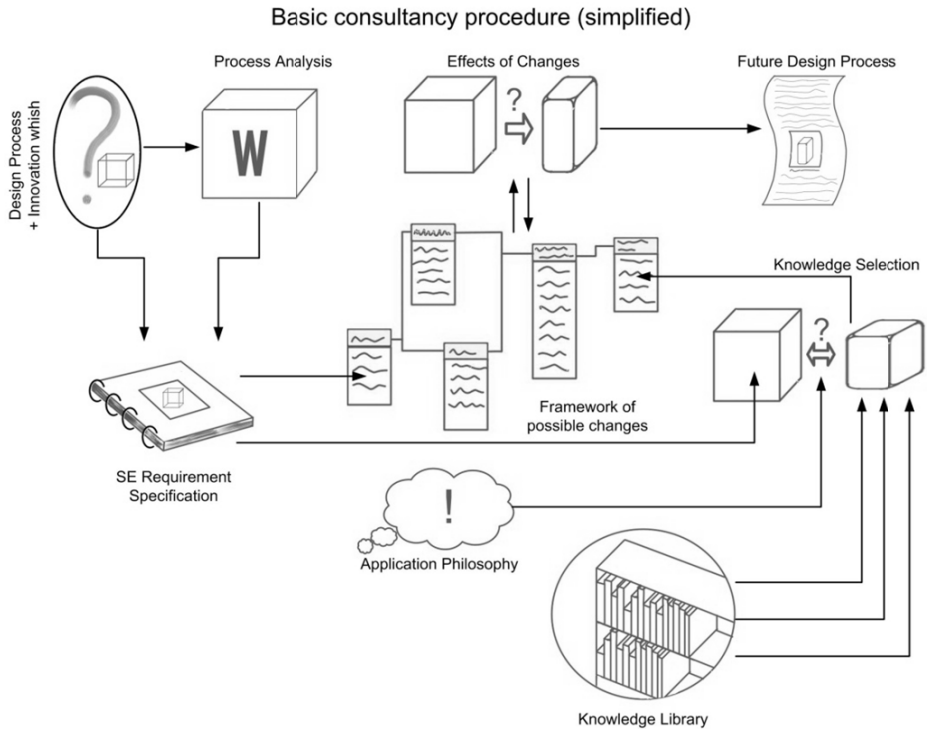 Basic consultancy procedure (simplified)
Process Analysis
Effects of Changes
Future Design Process
Design Process
+ Innovation whish
?
W
Knowledge Selection
?
Framework of
possible changes
SE Requirement
Specification
!
Application Philosophy
Knowledge Library